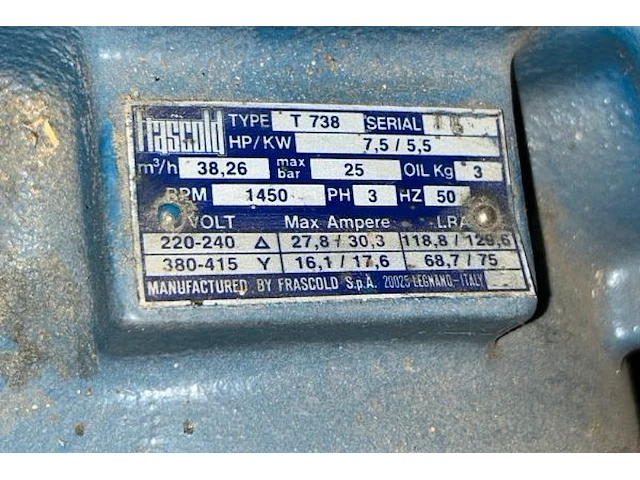 frascold TYPE T 738 SERIAL
HP/KW 7,5 / 5,5
m³/h 38,26 max bar 25 OIL Kg 3
RPM 1450 PH 3 HZ 50
VOLT Max Ampere LRA
220-240 Δ 27,8 / 30,3 118,8 / 129,6
380-415 Y 16,1 / 17,6 68,7 / 75
MANUFACTURED BY FRASCOLD S.p.A. 20025 LEGNANO-ITALY